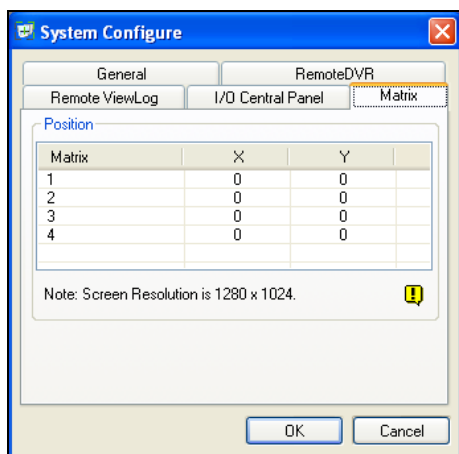 System Configure
General RemoteDVR
Remote ViewLog I/O Central Panel Matrix
Position
Matrix X Y
1 0 0
2 0 0
3 0 0
4 0 0
Note: Screen Resolution is 1280 x 1024.
OK Cancel